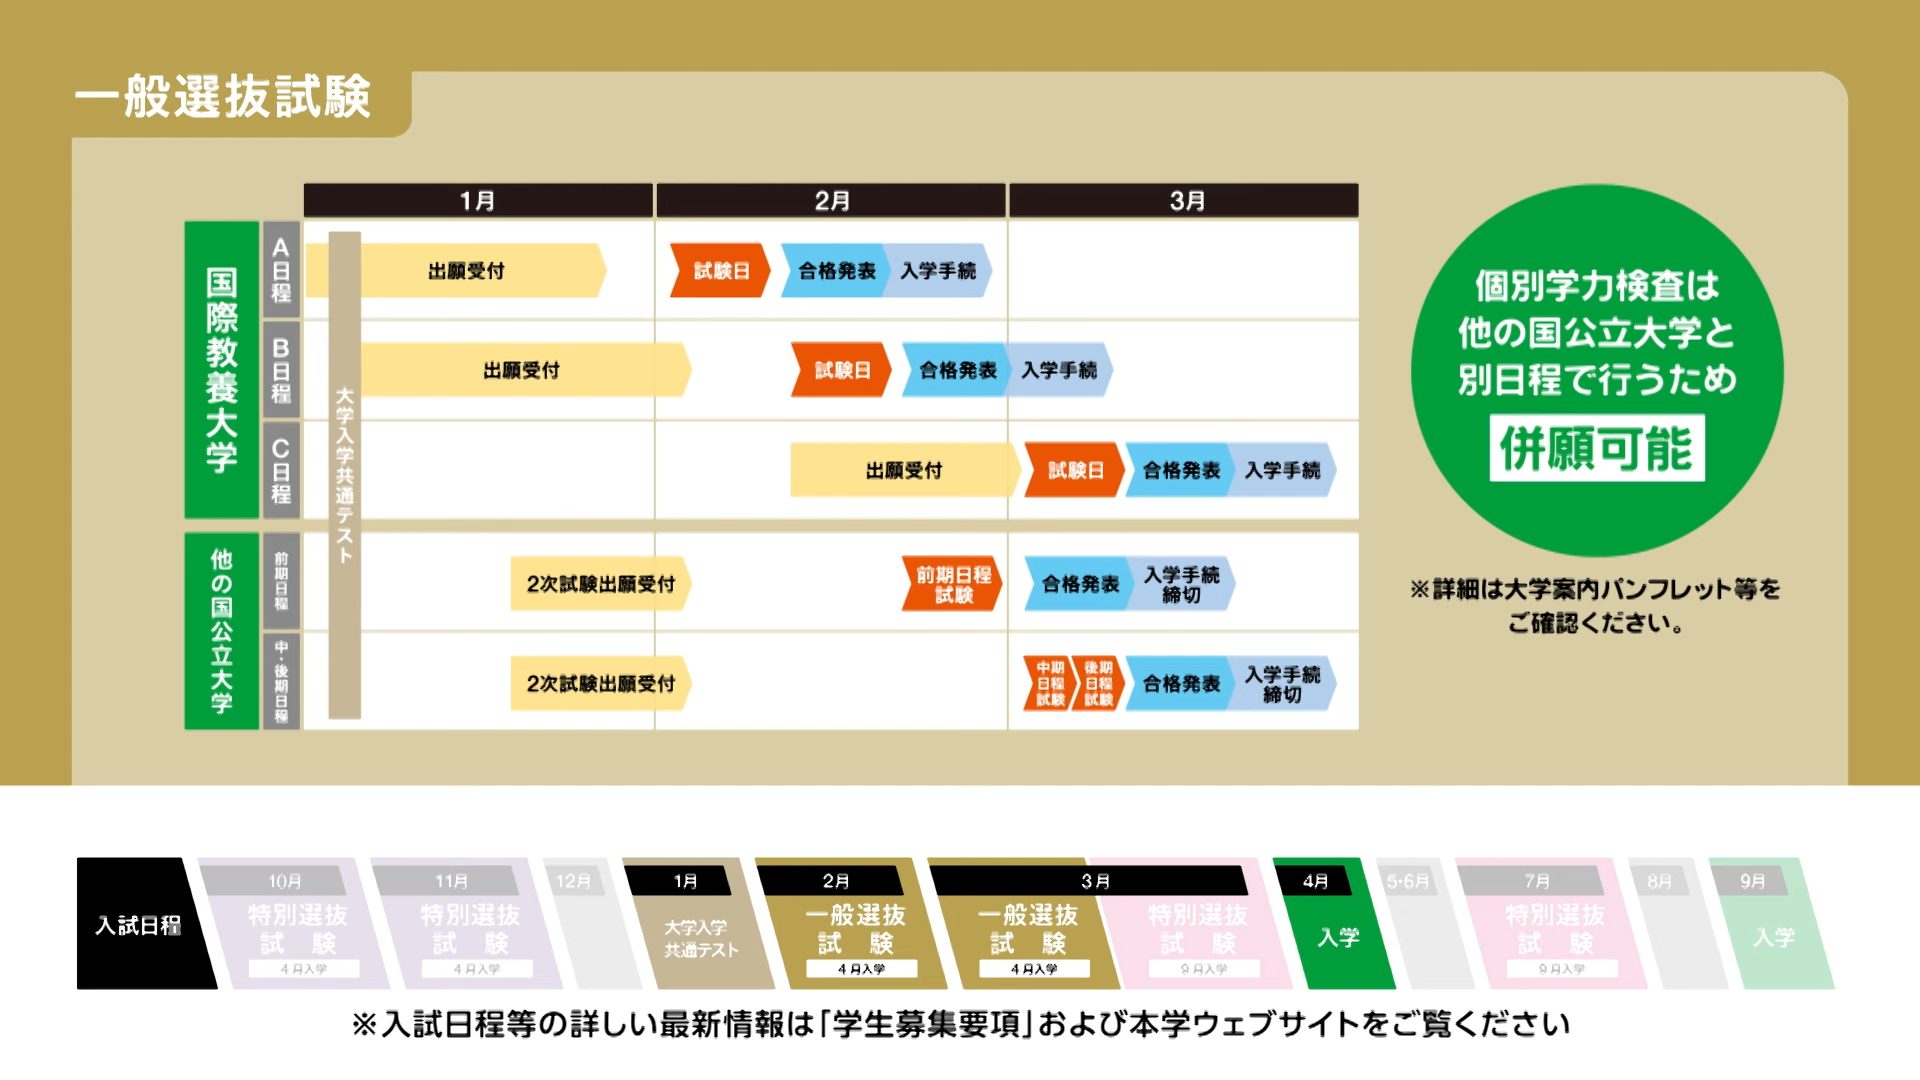 一般選抜試験
1月
2月
3月
国際教養大学
A日程
出願受付
試験日
合格発表
入学手続
B日程
出願受付
試験日
合格発表
入学手続
C日程
出願受付
試験日
合格発表
入学手続
大学入学共通テスト
他の国公立大学
前期日程
2次試験出願受付
前期日程
試験
合格発表
入学手続
締切
中・後期日程
2次試験出願受付
中期
日程
試験
後期
日程
試験
合格発表
入学手続
締切
個別学力検査は
他の国公立大学と
別日程で行うため
併願可能
※詳細は大学案内パンフレット等を
ご確認ください。
入試日程
10月
特別選抜
試 験
4月入学
11月
特別選抜
試 験
4月入学
12月
1月
大学入学
共通テスト
2月
一般選抜
試 験
4月入学
3月
一般選抜
試 験
4月入学
特別選抜
試 験
9月入学
4月
入学
5・6月
7月
特別選抜
試 験
9月入学
8月
9月
入学
※入試日程等の詳しい最新情報は「学生募集要項」および本学ウェブサイトをご覧ください